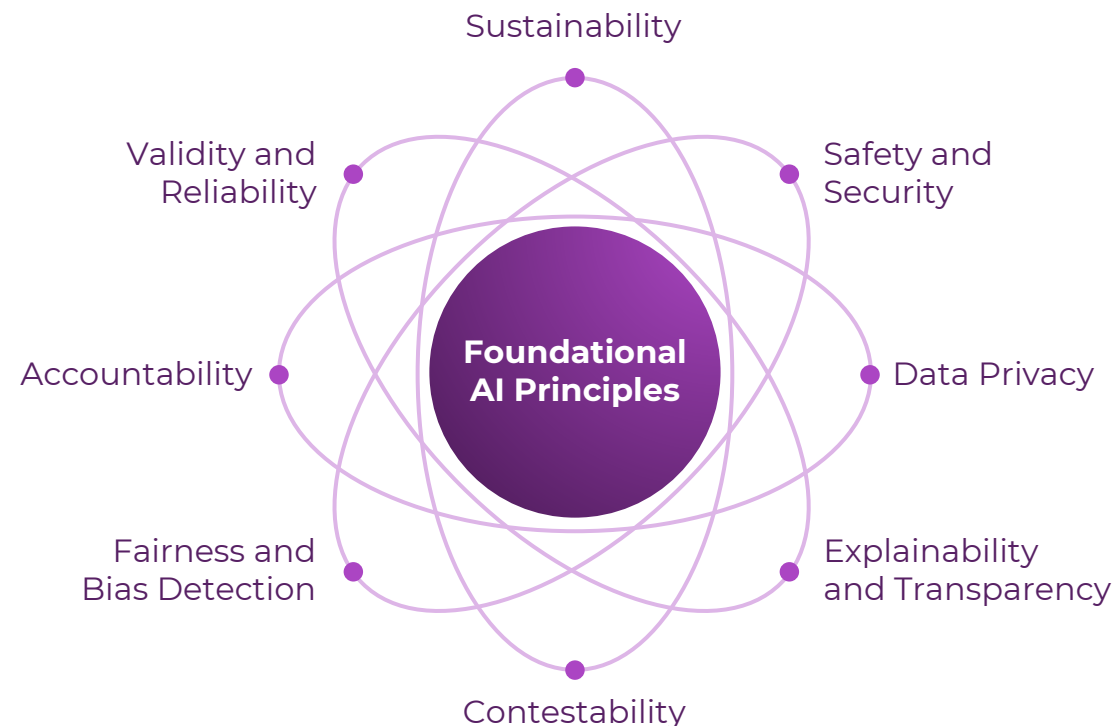 Sustainability
Validity and
Reliability
Safety and
Security
Foundational
AI Principles
Accountability
Data Privacy
Fairness and
Bias Detection
Explainability
and Transparency
Contestability